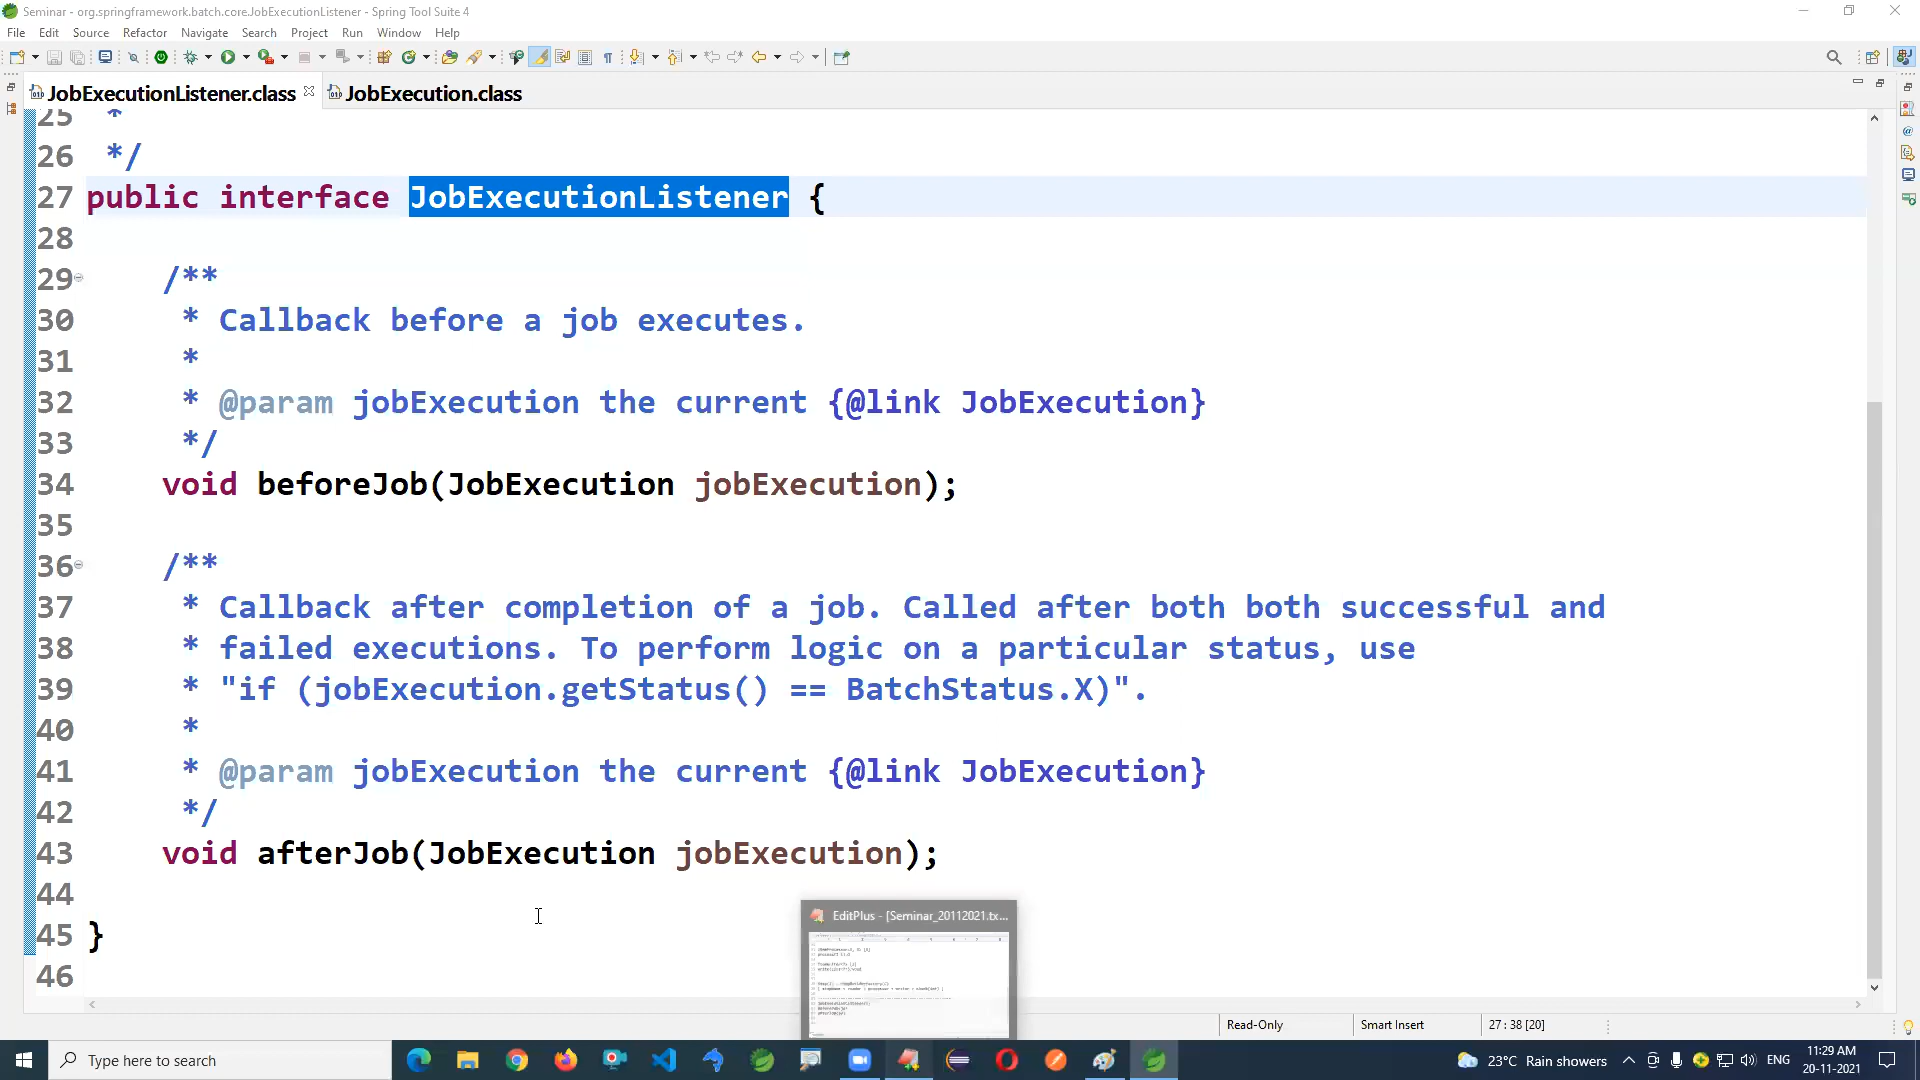 Seminar - org.springframework.batch.core.JobExecutionListener - Spring Tool Suite 4
File Edit Source Refactor Navigate Search Project Run Window Help
JobExecutionListener.class JobExecution.class
25 *
26 */
27 public interface JobExecutionListener {
28
29 /**
30 * Callback before a job executes.
31 *
32 * @param jobExecution the current {@link JobExecution}
33 */
34 void beforeJob(JobExecution jobExecution);
35
36 /**
37 * Callback after completion of a job. Called after both both successful and
38 * failed executions. To perform logic on a particular status, use
39 * "if (jobExecution.getStatus() == BatchStatus.X)".
40 *
41 * @param jobExecution the current {@link JobExecution}
42 */
43 void afterJob(JobExecution jobExecution);
44
45 }
46
EditPlus - [Seminar_20112021.tx...
Read-Only Smart Insert 27 : 38 [20]
Type here to search
23°C Rain showers ENG 11:29 AM
20-11-2021